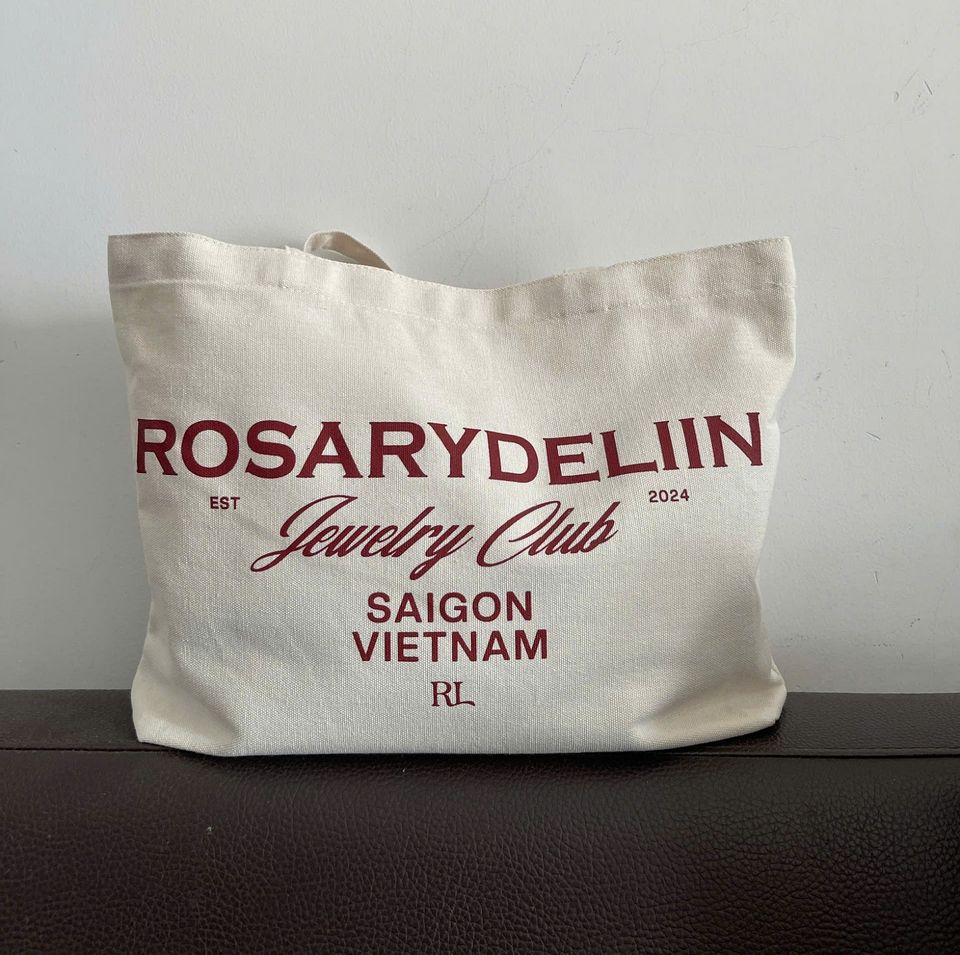 ROSARYDELIIN
EST 2024
Jewelry Club
SAIGON
VIETNAM
RL